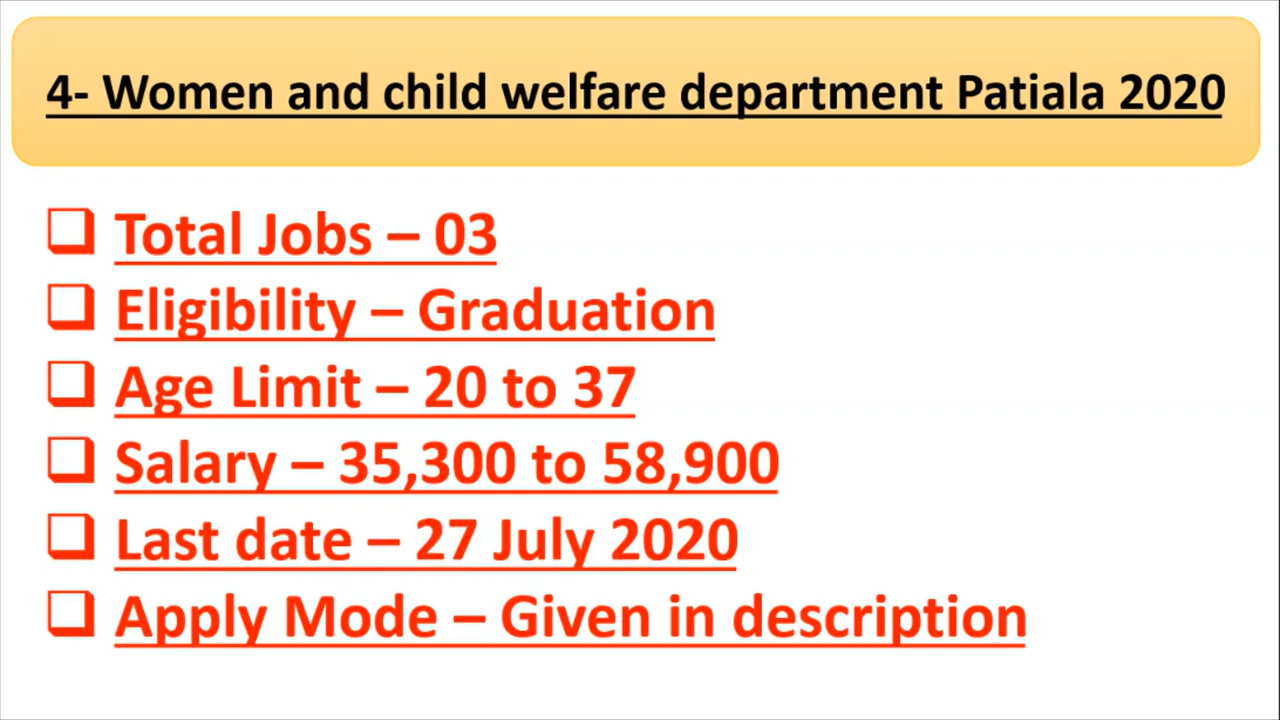 4- Women and child welfare department Patiala 2020
Total Jobs – 03
Eligibility – Graduation
Age Limit – 20 to 37
Salary – 35,300 to 58,900
Last date – 27 July 2020
Apply Mode – Given in description